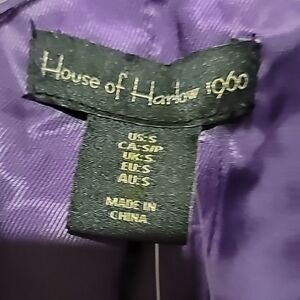 House of Harlow 1960
US:S
CA:S/P
UK:S
EU:S
AU:S
MADE IN
CHINA